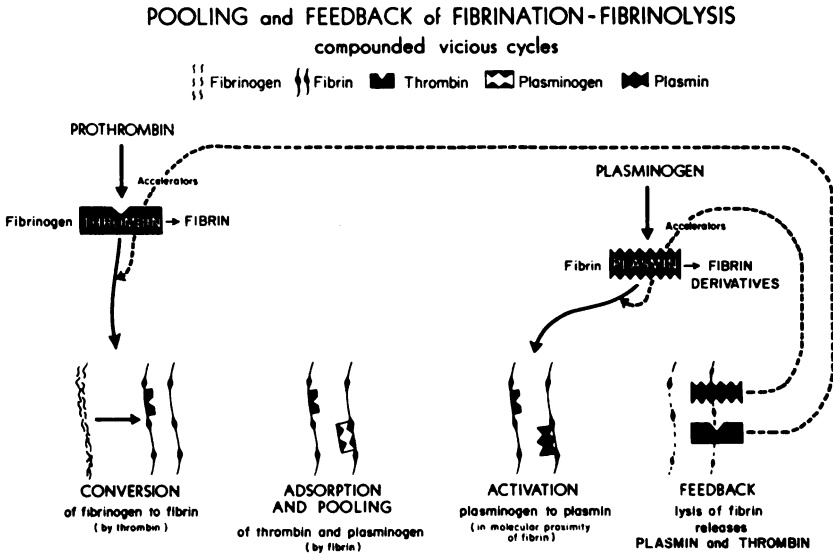 POOLING and FEEDBACK of FIBRINATION-FIBRINOLYSIS
compounded vicious cycles
Fibrinogen Fibrin Thrombin Plasminogen Plasmin
PROTHROMBIN
Accelerators
Fibrinogen THROMBIN → FIBRIN
PLASMINOGEN
Accelerators
Fibrin PLASMIN → FIBRIN
DERIVATIVES
CONVERSION
of fibrinogen to fibrin
(by thrombin)
ADSORPTION
AND POOLING
of thrombin and plasminogen
(by fibrin)
ACTIVATION
plasminogen to plasmin
(in molecular proximity
of fibrin)
FEEDBACK
lysis of fibrin
releases
PLASMIN and THROMBIN